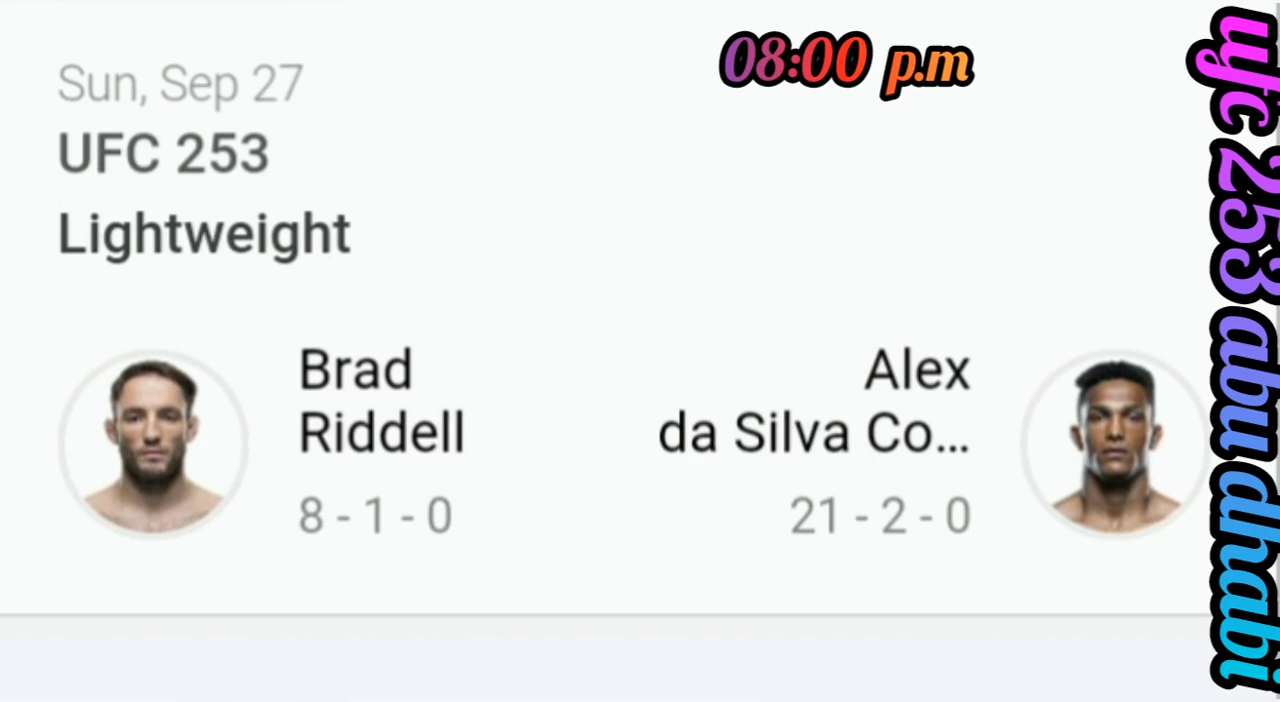 08:00 p.m
Sun, Sep 27
UFC 253
Lightweight
Brad
Riddell
8 - 1 - 0
Alex
da Silva Co...
21 - 2 - 0
ufc 253 abu dhabi